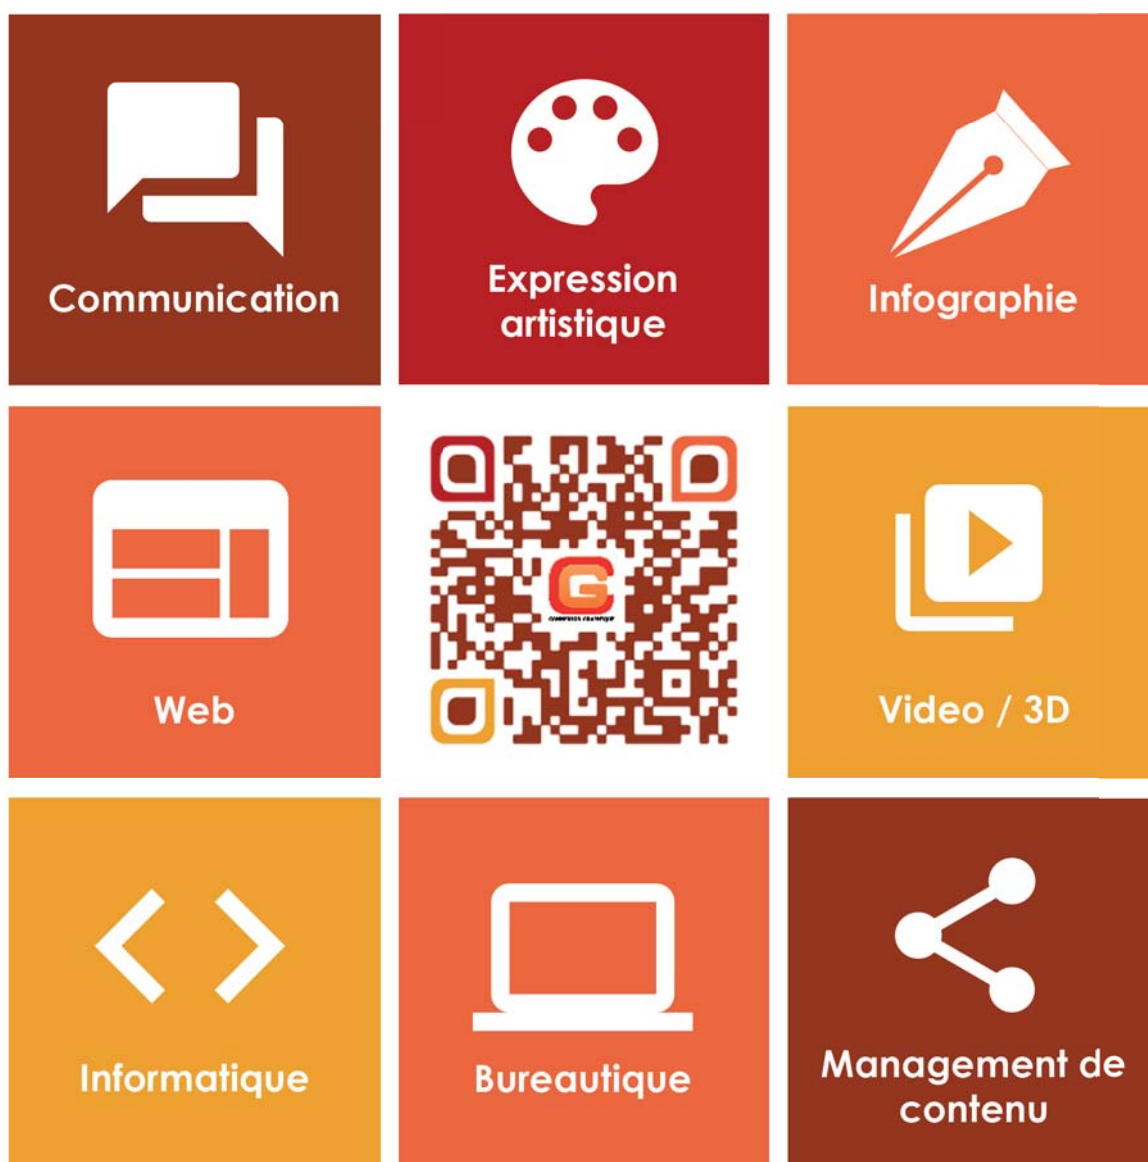 Communication
Expression
artistique
Infographie
Web
Video / 3D
Informatique
Bureautique
Management de
contenu